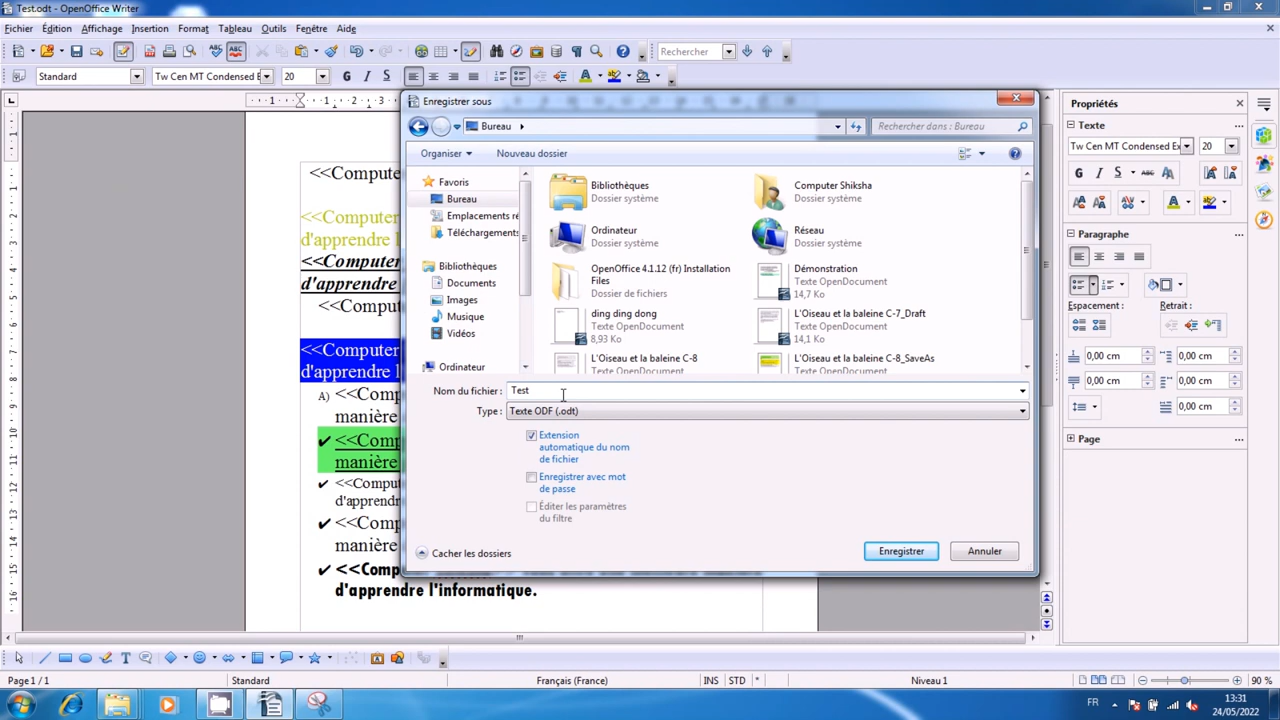 Test.odt - OpenOffice Writer
Fichier Édition Affichage Insertion Format Tableau Outils Fenêtre Aide
Rechercher
Standard Tw Cen MT Condensed E 20
<<Compute
<<Computer
d'apprendre l
<<Computer
d'apprendre
<<Compu
<<Computer
d'apprendre l
A) <<Comp
manière
<<Comp
manière
<<Compu
d'apprendre
<<Comp
manière
<<Comp
d'apprendre l'informatique.
Enregistrer sous
Bureau
Rechercher dans : Bureau
Organiser Nouveau dossier
Favoris
Bureau
Emplacements ré
Téléchargements
Bibliothèques
Documents
Images
Musique
Vidéos
Ordinateur
Bibliothèques
Dossier système
Computer Shiksha
Dossier système
Ordinateur
Dossier système
Réseau
Dossier système
OpenOffice 4.1.12 (fr) Installation
Files
Dossier de fichiers
Démonstration
Texte OpenDocument
14,7 Ko
ding ding dong
Texte OpenDocument
8,93 Ko
L'Oiseau et la baleine C-7_Draft
Texte OpenDocument
14,1 Ko
L'Oiseau et la baleine C-8
Texte OpenDocument
L'Oiseau et la baleine C-8_SaveAs
Texte OpenDocument
Nom du fichier : Test
Type : Texte ODF (.odt)
Extension
automatique du nom
de fichier
Enregistrer avec mot
de passe
Éditer les paramètres
du filtre
Cacher les dossiers
Enregistrer Annuler
Propriétés
Texte
Tw Cen MT Condensed Ex 20
Paragraphe
Espacement : Retrait :
0,00 cm 0,00 cm
0,00 cm 0,00 cm
0,00 cm
Page
Page 1 / 1 Standard Français (France) INS STD * Niveau 1 90 %
FR
13:31
24/05/2022